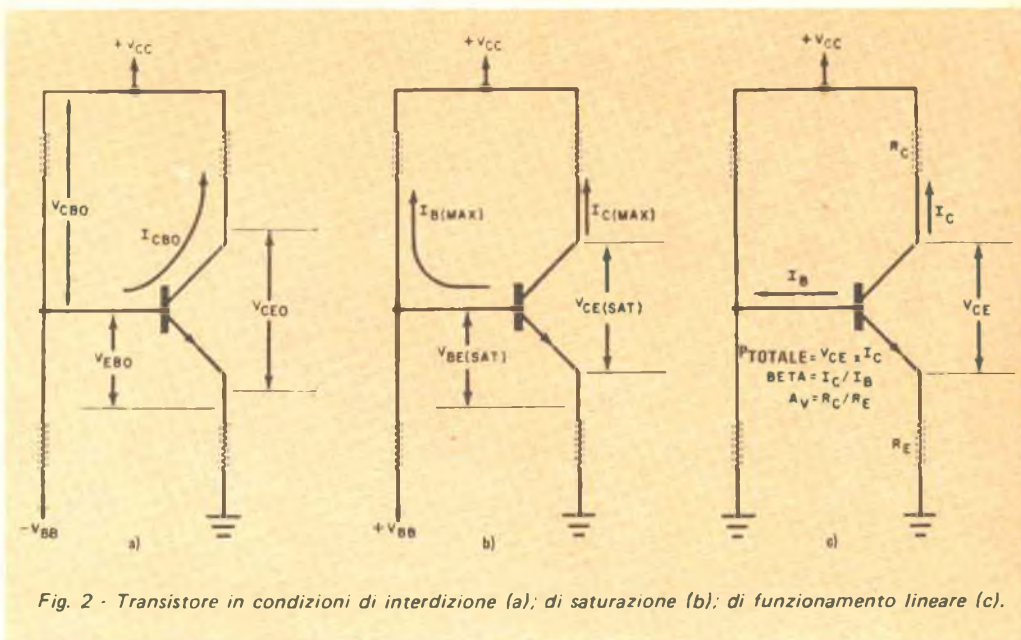 +VCC
VCBO
ICBO
VCEO
VEBO
-VBB
a)
+VCC
IB(MAX)
IC(MAX)
VCE(SAT)
VBE(SAT)
+VBB
b)
+VCC
RC
IC
IB
VCE
PTOTALE=VCE x IC
BETA=IC/IB
AV=RC/RE
RE
c)
Fig. 2 - Transistore in condizioni di interdizione (a); di saturazione (b); di funzionamento lineare (c).